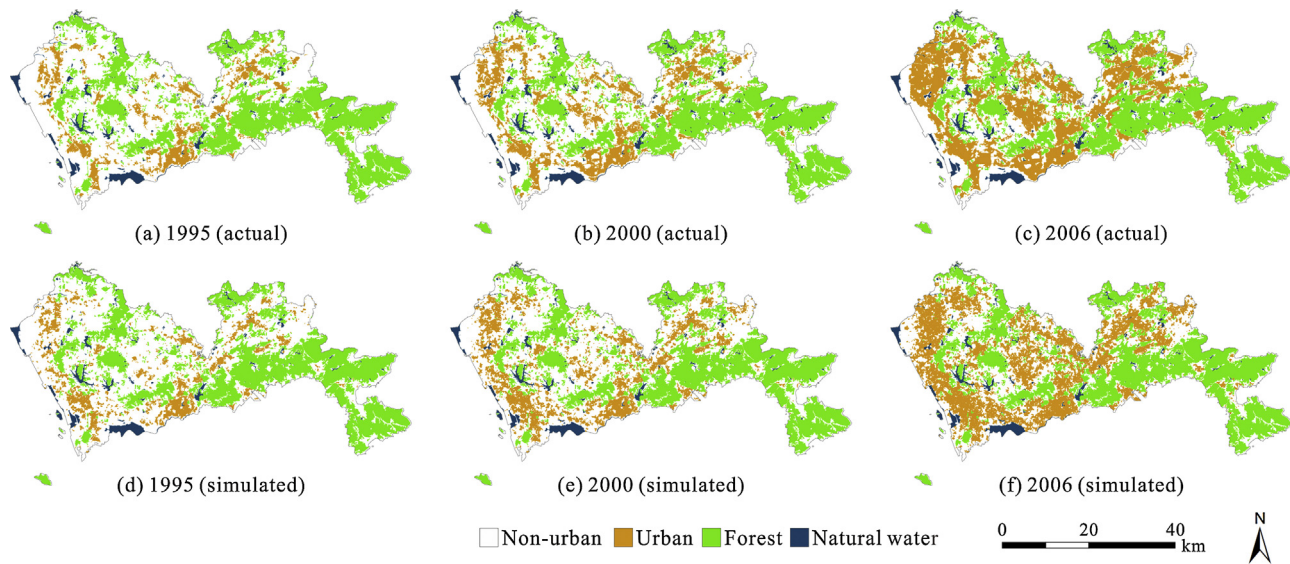 (a) 1995 (actual)
(b) 2000 (actual)
(c) 2006 (actual)
(d) 1995 (simulated)
(e) 2000 (simulated)
(f) 2006 (simulated)
Non-urban Urban Forest Natural water
0 20 40
km
N